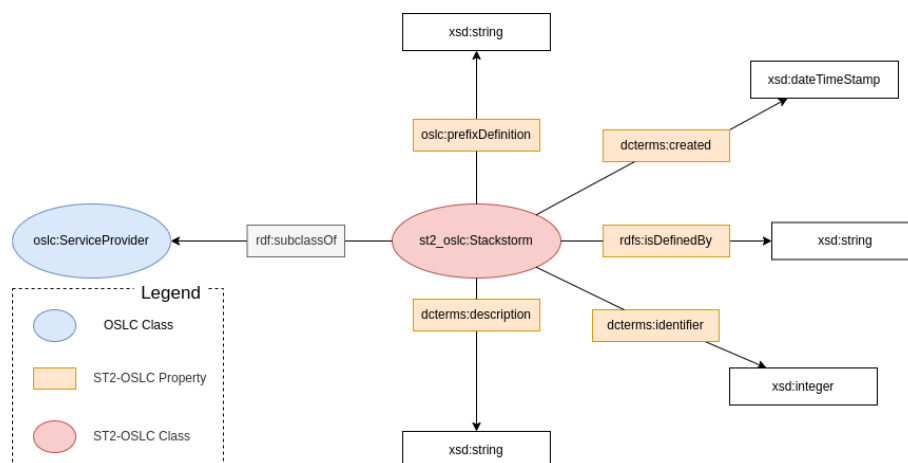 xsd:string
xsd:dateTimeStamp
oslc:prefixDefinition
dcterms:created
oslc:ServiceProvider
rdf:subclassOf
st2_oslc:Stackstorm
rdfs:isDefinedBy
xsd:string
Legend
dcterms:description
OSLC Class
dcterms:identifier
ST2-OSLC Property
xsd:integer
ST2-OSLC Class
xsd:string